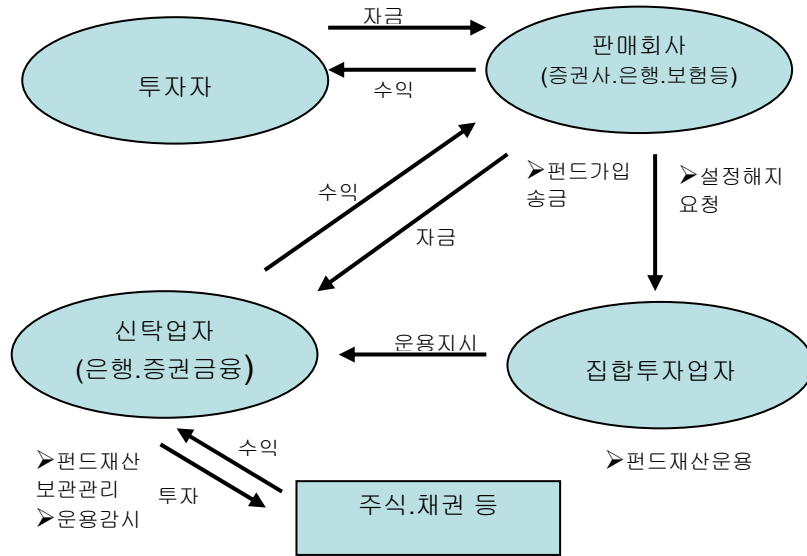 자금
투자자
판매회사
(증권사.은행.보험등)
수익
수익
➢펀드가입
송금
➢설정해지
요청
자금
신탁업자
(은행.증권금융)
운용지시
집합투자업자
➢펀드재산
보관관리
➢운용감시
수익
투자
➢펀드재산운용
주식.채권 등